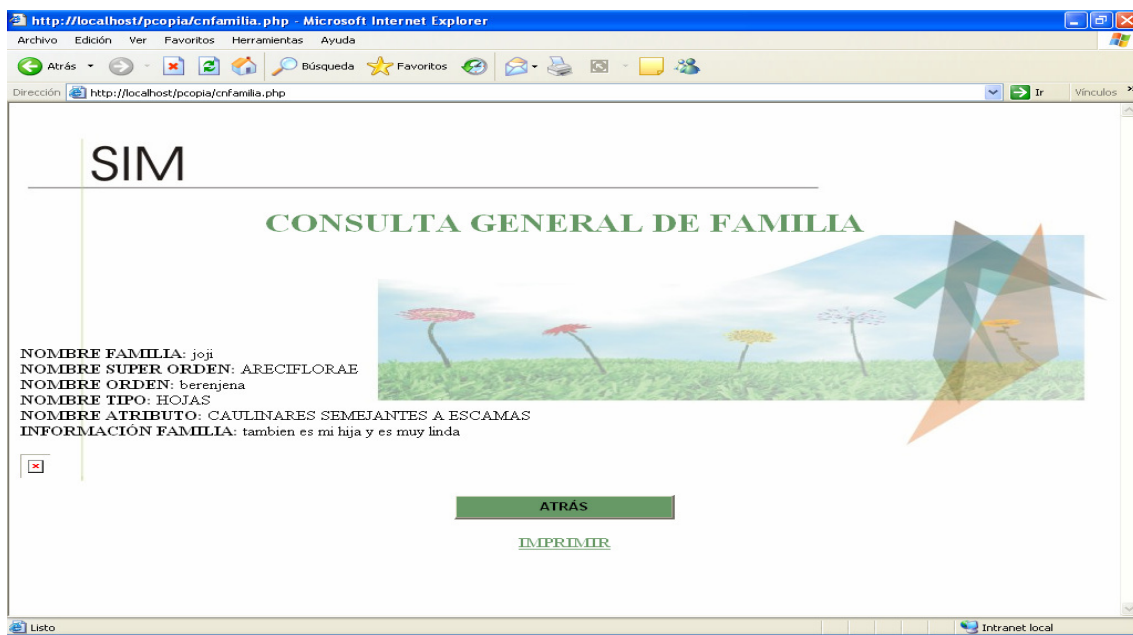 http://localhost/pcopia/cnfamilia.php - Microsoft Internet Explorer
Archivo Edición Ver Favoritos Herramientas Ayuda
Atrás Búsqueda Favoritos
Dirección http://localhost/pcopia/cnfamilia.php Ir Vínculos »
SIM
CONSULTA GENERAL DE FAMILIA
NOMBRE FAMILIA: joji
NOMBRE SUPER ORDEN: ARECIFLORAE
NOMBRE ORDEN: berenjena
NOMBRE TIPO: HOJAS
NOMBRE ATRIBUTO: CAULINARES SEMEJANTES A ESCAMAS
INFORMACIÓN FAMILIA: tambien es mi hija y es muy linda
ATRÁS
IMPRIMIR
Listo Intranet local